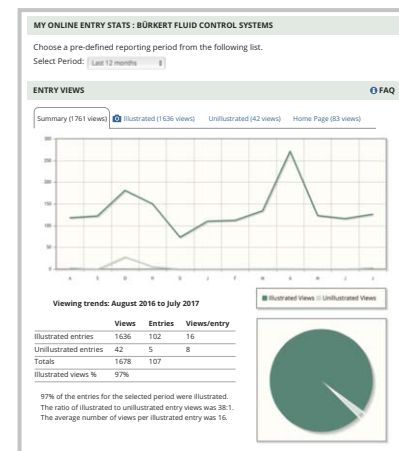 MY ONLINE ENTRY STATS : BÜRKERT FLUID CONTROL SYSTEMS
Choose a pre-defined reporting period from the following list.
Select Period: Last 12 months
ENTRY VIEWS
FAQ
Summary (1761 views) Illustrated (1636 views) Unillustrated (42 views) Home Page (83 views)
300
250
200
150
100
50
0
Viewing trends: August 2016 to July 2017
Illustrated Views Unillustrated Views
Views Entries Views/entry
Illustrated entries 1636 102 16
Unillustrated entries 42 5 8
Totals 1678 107
Illustrated views % 97%
97% of the entries for the selected period were illustrated.
The ratio of illustrated to unillustrated entry views was 38:1.
The average number of views per illustrated entry was 16.